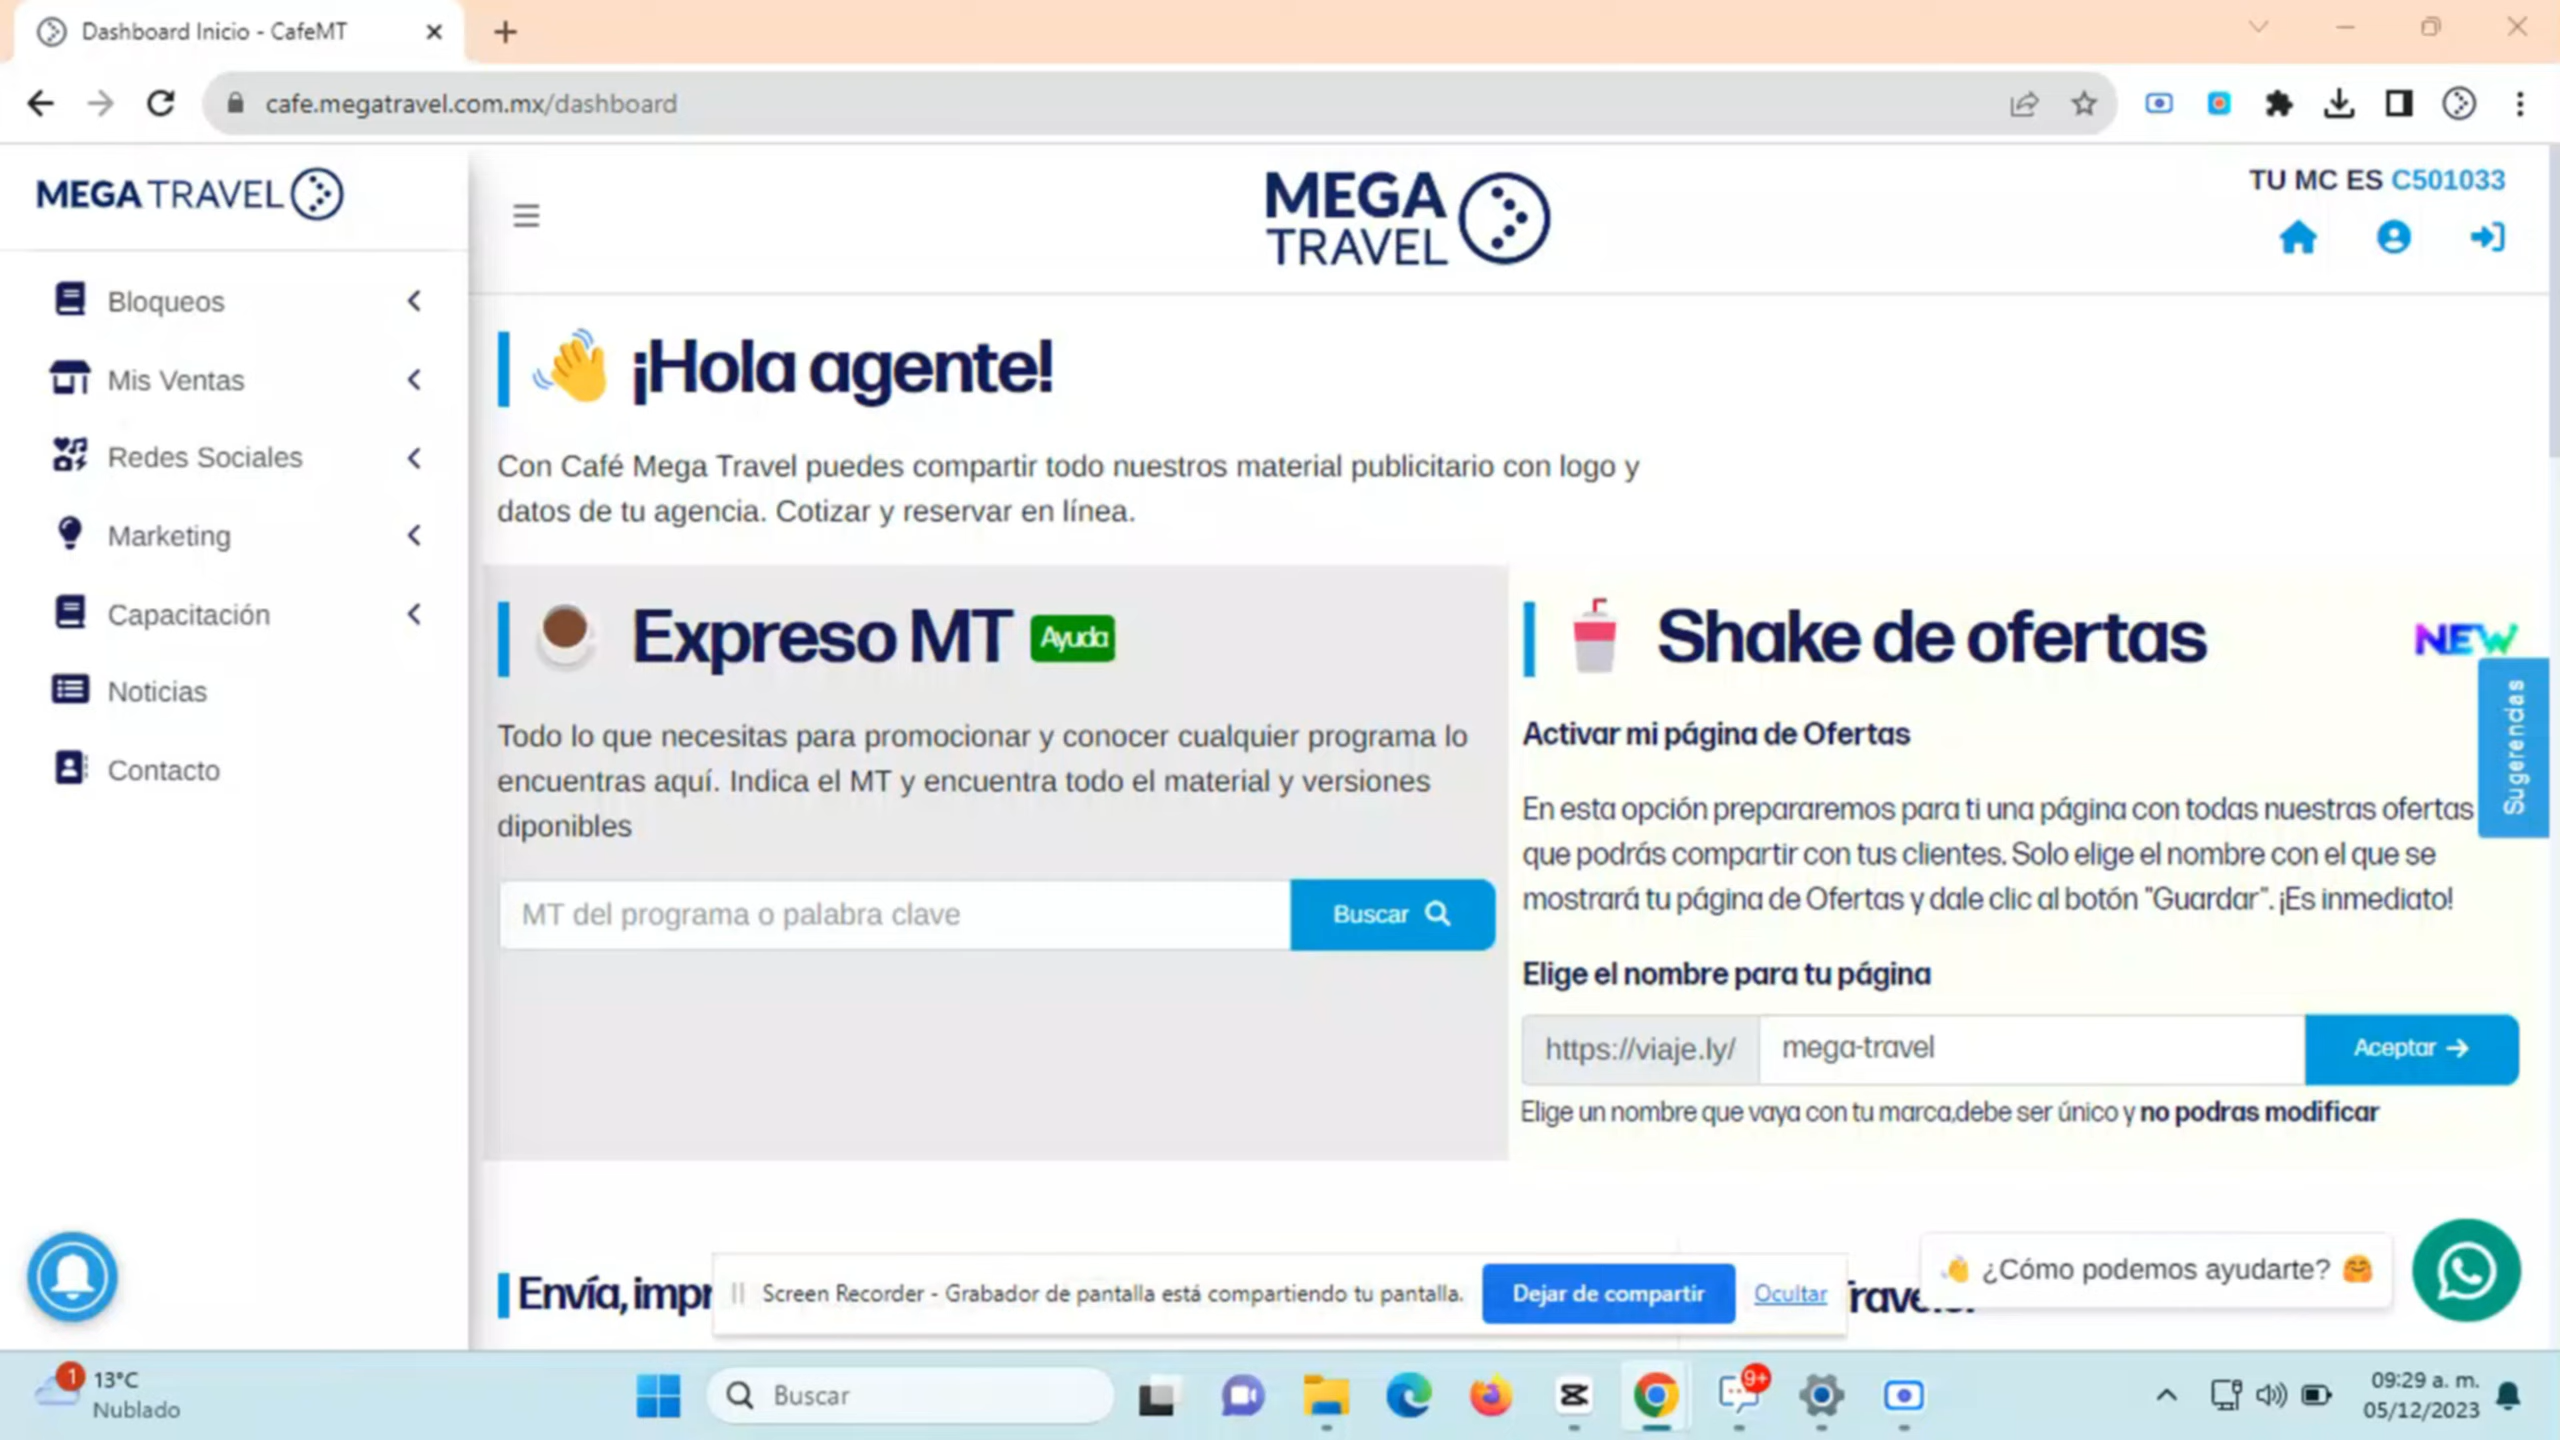 Dashboard Inicio - CafeMT
cafe.megatravel.com.mx/dashboard
MEGA TRAVEL
MEGA
TRAVEL
TU MC ES C501033
Bloqueos
Mis Ventas
Redes Sociales
Marketing
Capacitación
Noticias
Contacto
¡Hola agente!
Con Café Mega Travel puedes compartir todo nuestros material publicitario con logo y
datos de tu agencia. Cotizar y reservar en línea.
Expreso MT Ayuda
Todo lo que necesitas para promocionar y conocer cualquier programa lo
encuentras aquí. Indica el MT y encuentra todo el material y versiones
diponibles
MT del programa o palabra clave
Buscar
Shake de ofertas
NEW
Sugerencias
Activar mi página de Ofertas
En esta opción prepararemos para ti una página con todas nuestras ofertas
que podrás compartir con tus clientes. Solo elige el nombre con el que se
mostrará tu página de Ofertas y dale clic al botón "Guardar". ¡Es inmediato!
Elige el nombre para tu página
https://viaje.ly/ mega-travel Aceptar
Elige un nombre que vaya con tu marca,debe ser único y no podras modificar
Envía, impr
Screen Recorder - Grabador de pantalla está compartiendo tu pantalla. Dejar de compartir Ocultar
¿Cómo podemos ayudarte?
1
13°C
Nublado
Buscar
9+
09:29 a. m.
05/12/2023